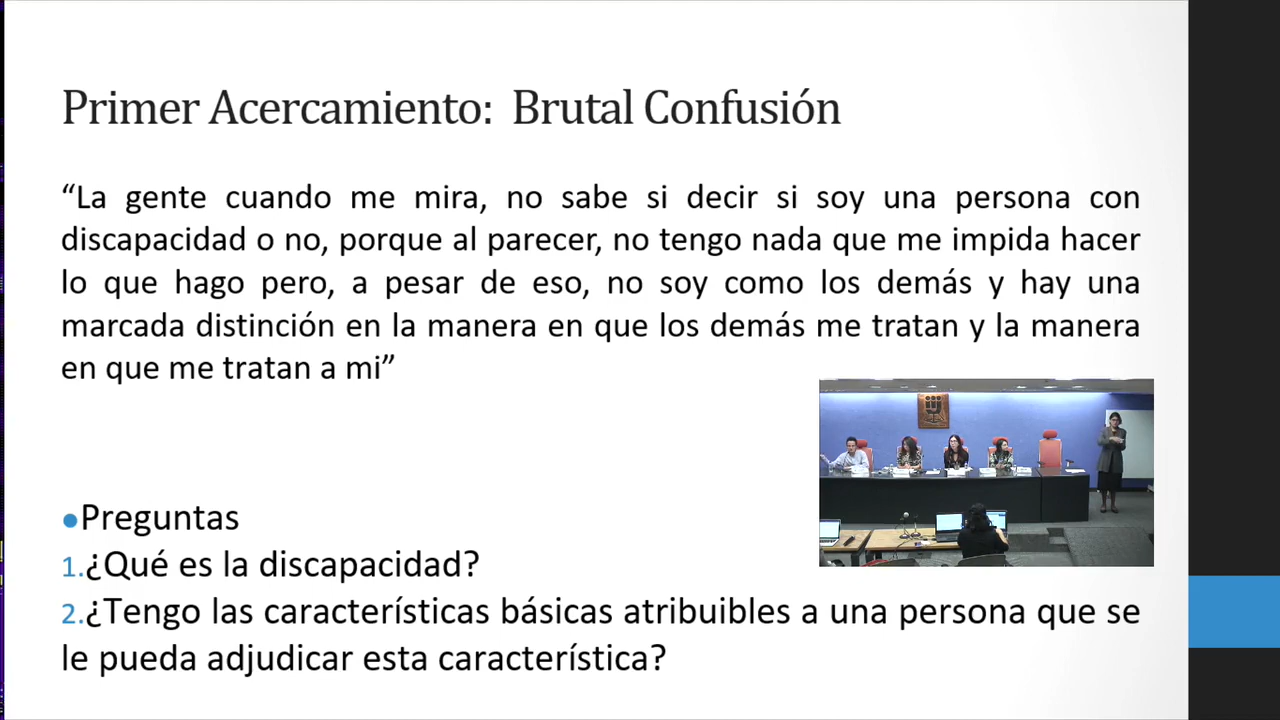 Primer Acercamiento: Brutal Confusión
“La gente cuando me mira, no sabe si decir si soy una persona con
discapacidad o no, porque al parecer, no tengo nada que me impida hacer
lo que hago pero, a pesar de eso, no soy como los demás y hay una
marcada distinción en la manera en que los demás me tratan y la manera
en que me tratan a mi”
●Preguntas
1.¿Qué es la discapacidad?
2.¿Tengo las características básicas atribuibles a una persona que se
le pueda adjudicar esta característica?